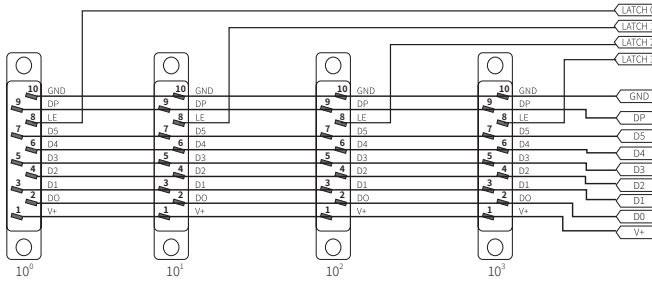 LATCH 0
LATCH 1
LATCH 2
LATCH 3
10 GND 10 GND 10 GND 10 GND GND
9 DP 9 DP 9 DP 9 DP DP
8 LE 8 LE 8 LE 8 LE
7 D5 7 D5 7 D5 7 D5 D5
6 D4 6 D4 6 D4 6 D4 D4
5 D3 5 D3 5 D3 5 D3 D3
4 D2 4 D2 4 D2 4 D2 D2
3 D1 3 D1 3 D1 3 D1 D1
2 DO 2 DO 2 DO 2 DO D0
1 V+ 1 V+ 1 V+ 1 V+ V+
10⁰ 10¹ 10² 10³